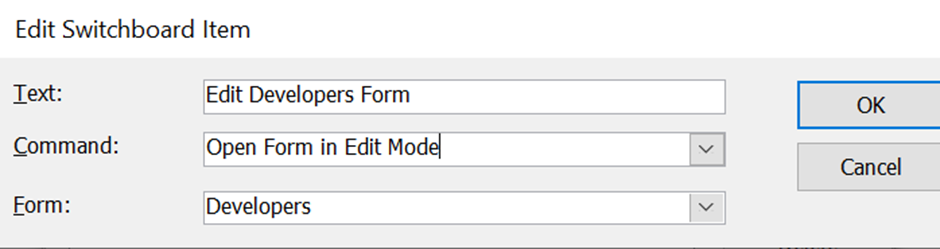 Edit Switchboard Item
Text: Edit Developers Form OK
Command: Open Form in Edit Mode
Cancel
Form: Developers